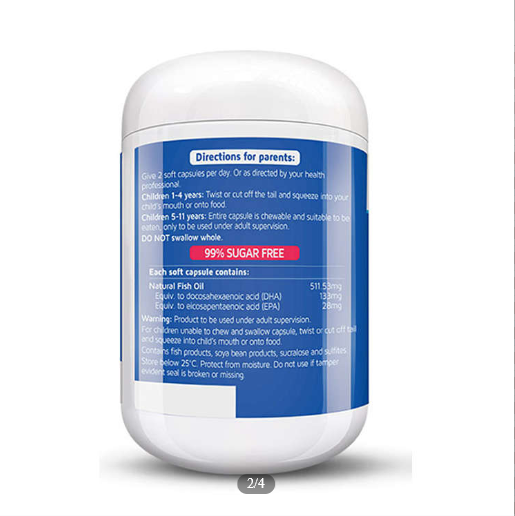 Directions for parents:
Give 2 soft capsules per day. Or as directed by your health
professional.
Children 1-4 years: Twist or cut off the tail and squeeze into your
child's mouth or onto food.
Children 5-11 years: Entire capsule is chewable and suitable to be
eaten, only to be used under adult supervision.
DO NOT swallow whole.
99% SUGAR FREE
Each soft capsule contains:
Natural Fish Oil 511.53mg
Equiv. to docosahexaenoic acid (DHA) 133mg
Equiv. to eicosapentaenoic acid (EPA) 28mg
Warning: Product to be used under adult supervision.
For children unable to chew and swallow capsule, twist or cut off tail
and squeeze into child's mouth or onto food.
Contains fish products, soya bean products, sucralose and sulfites.
Store below 25°C. Protect from moisture. Do not use if tamper
evident seal is broken or missing.
2/4